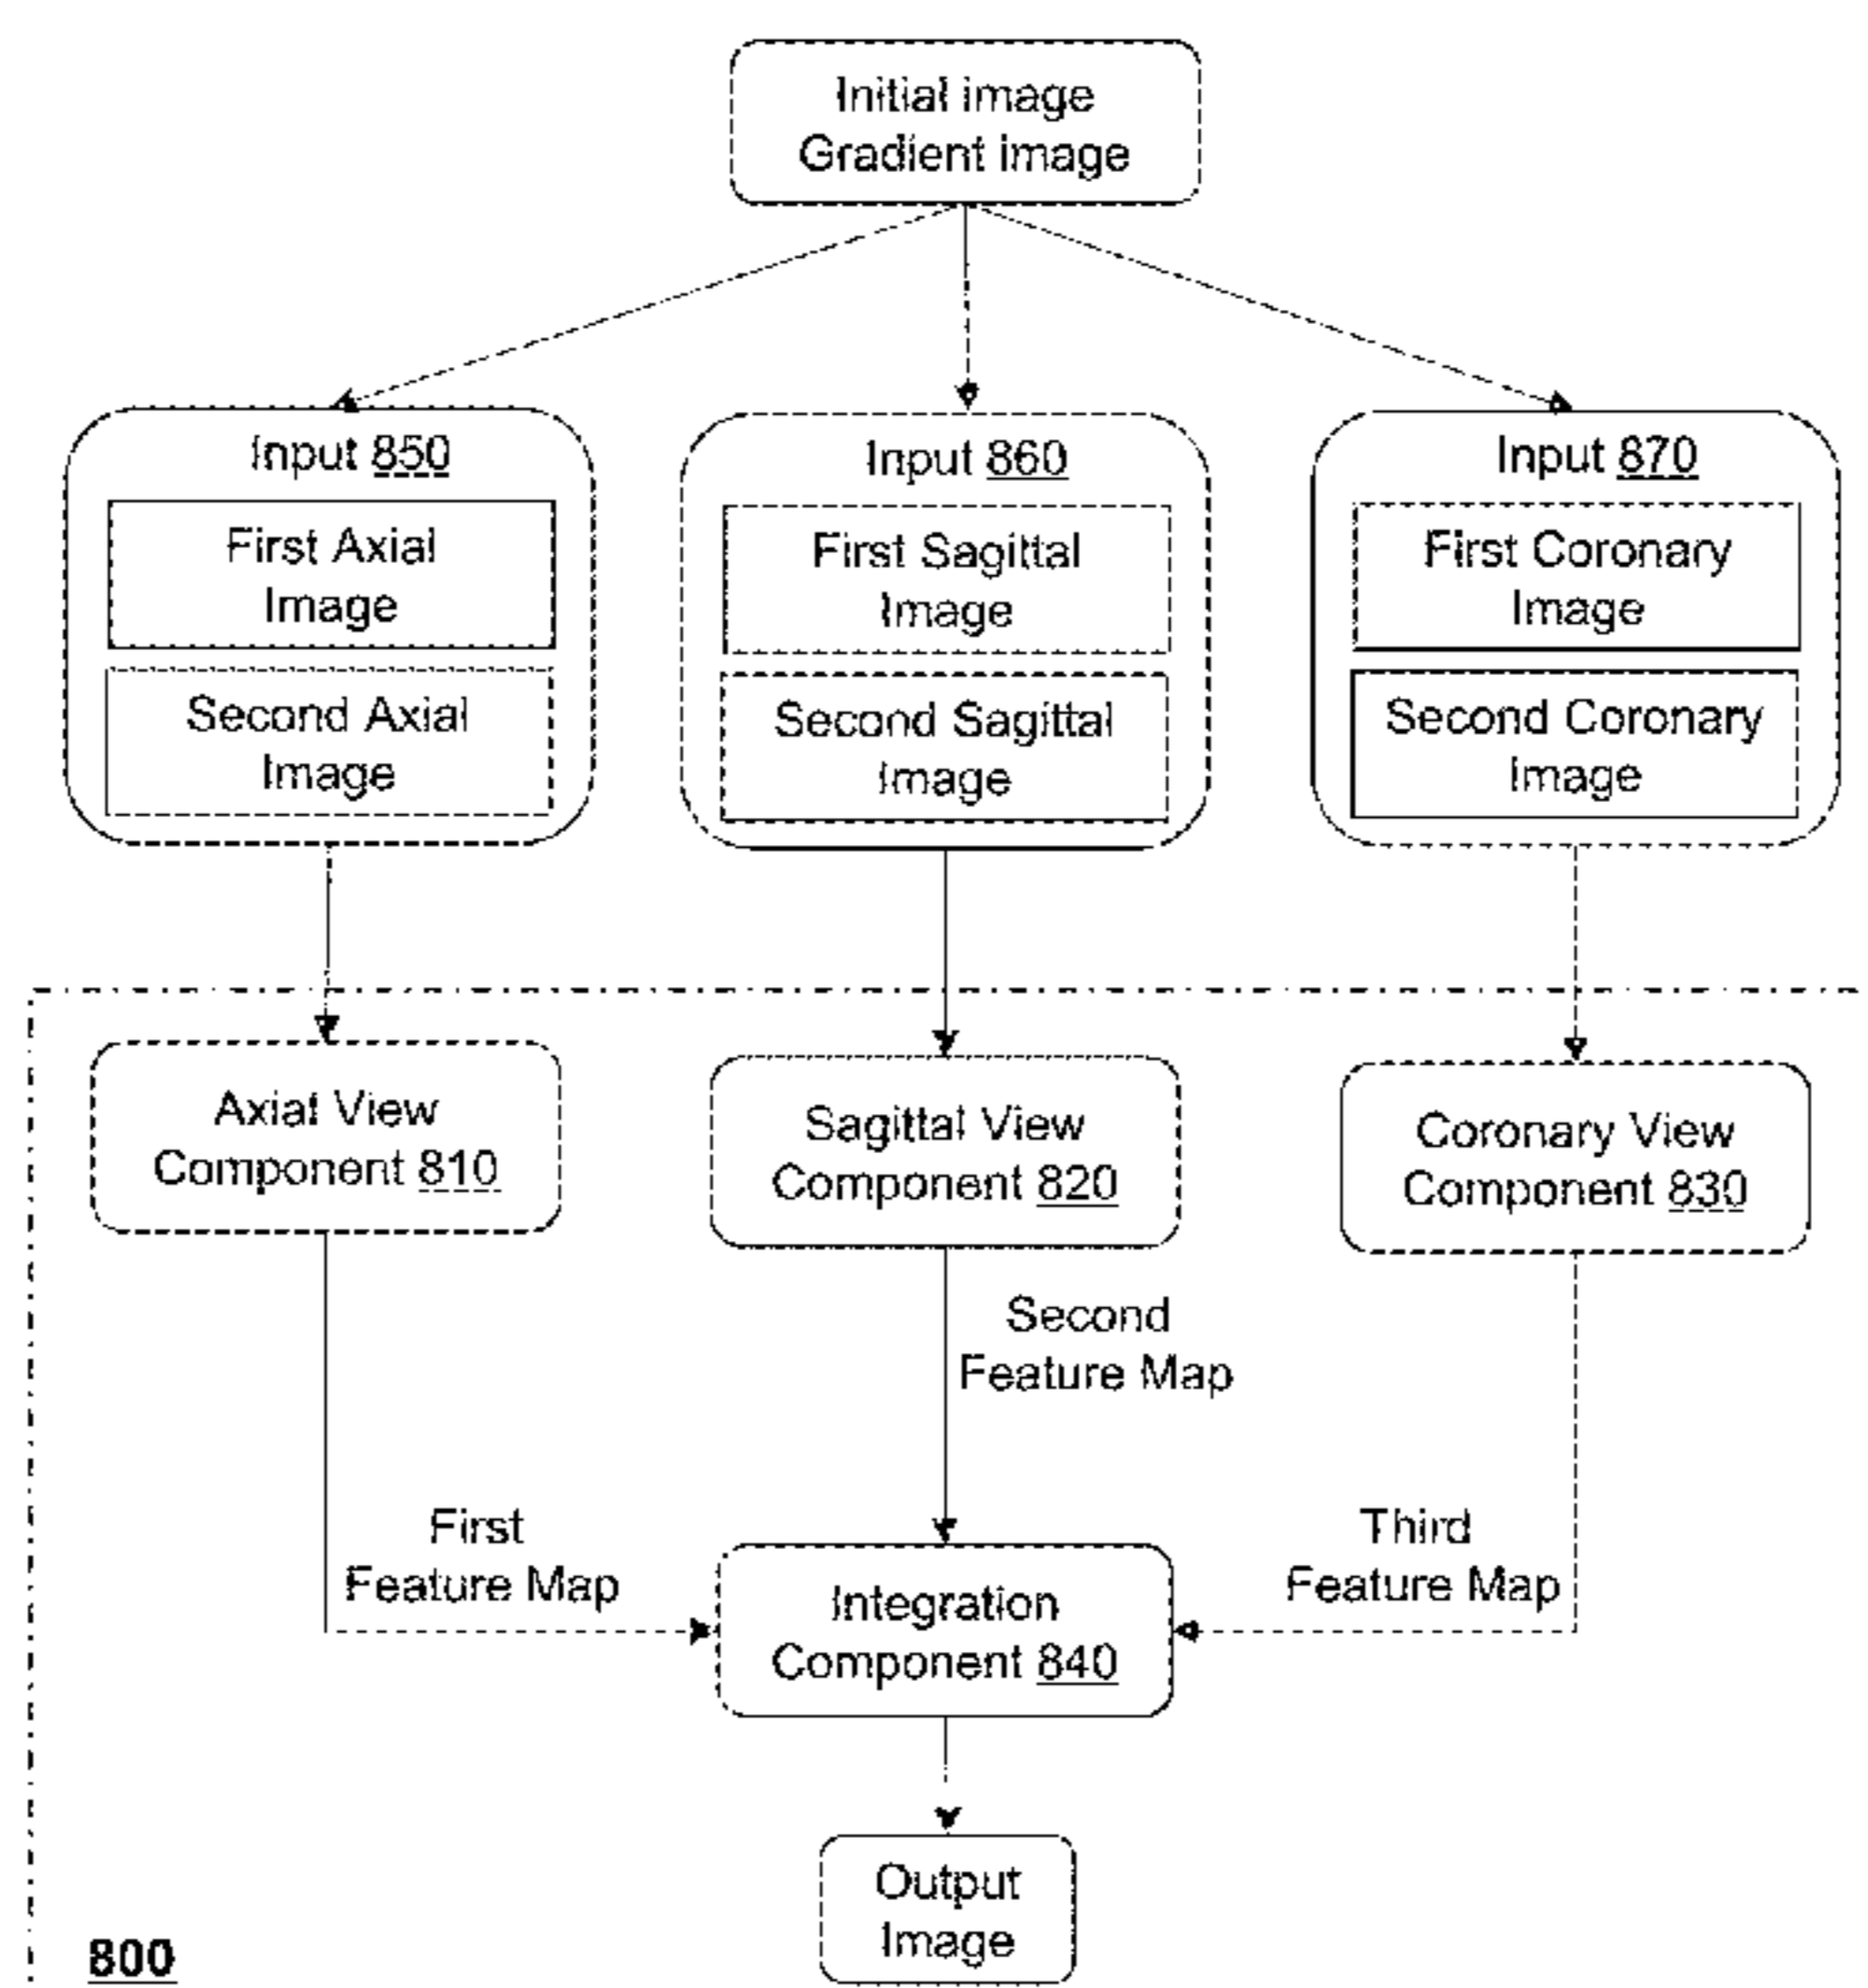 Initial image
Gradient image
Input 850
First Axial
Image
Second Axial
Image
Input 860
First Sagittal
Image
Second Sagittal
Image
Input 870
First Coronary
Image
Second Coronary
Image
Axial View
Component 810
Sagittal View
Component 820
Coronary View
Component 830
Second
Feature Map
First
Feature Map
Third
Feature Map
Integration
Component 840
Output
Image
800